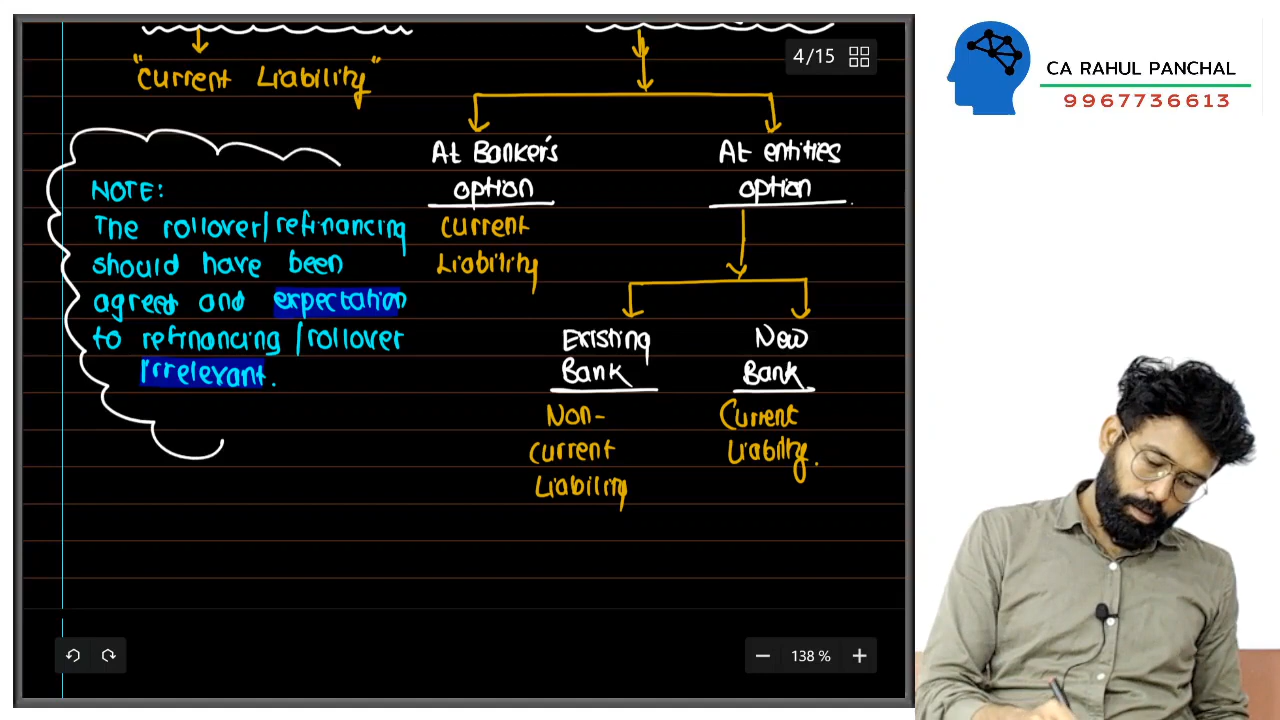 "Current Liability"
4/15
CA RAHUL PANCHAL
9967736613
At Banker's
option
Current
Liability
At entities
option
NOTE:
The rollover/refinancing
should have been
agreed and expectation
to refinancing/rollover
irrelevant.
Existing
Bank
Non-
Current
Liability
New
Bank
Current
Liability.
138 %